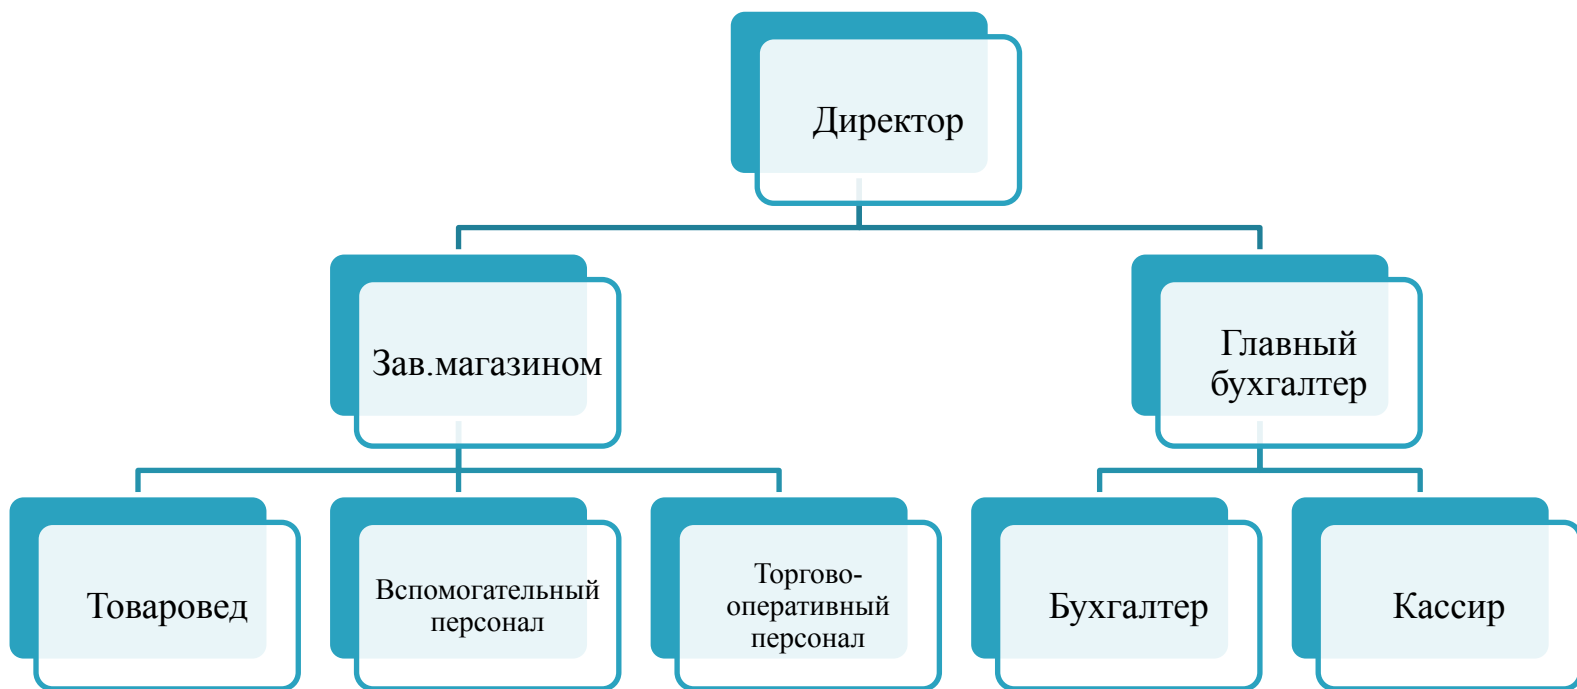 Директор
Зав.магазином
Главный
бухгалтер
Товаровед
Вспомогательный
персонал
Торгово-
оперативный
персонал
Бухгалтер
Кассир